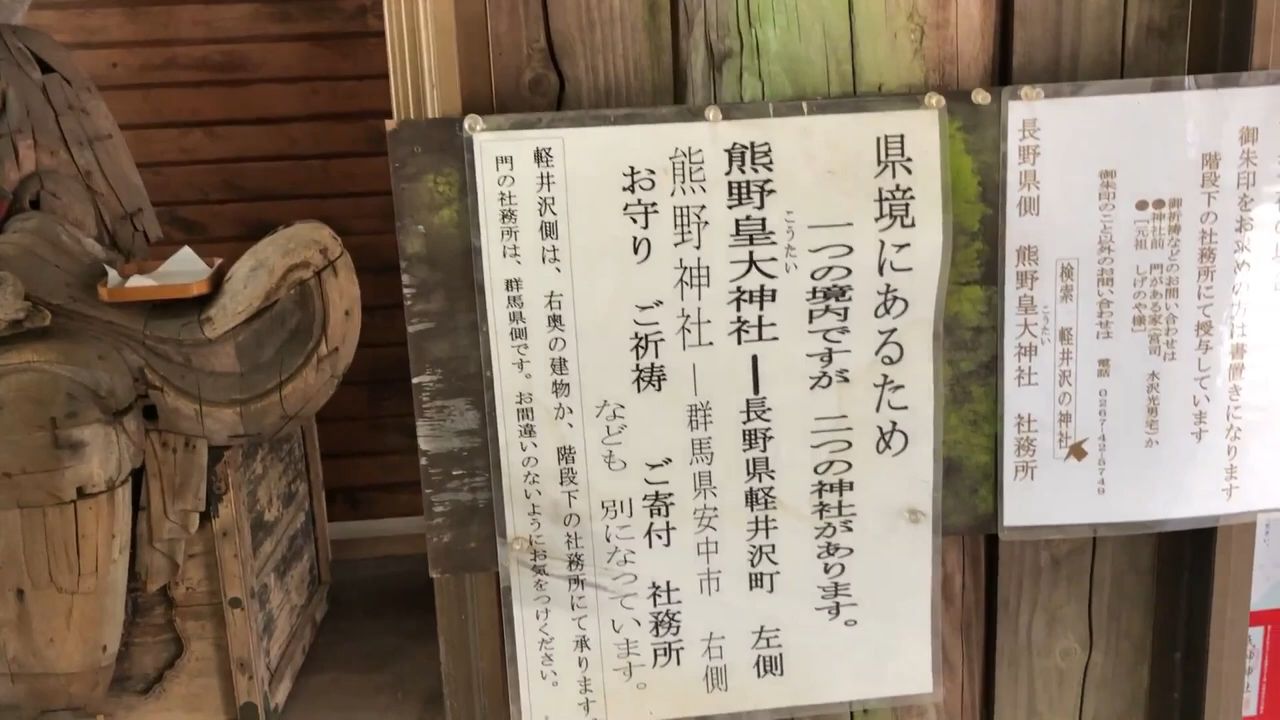 御朱印をお求めの方は書置きになります
階段下の社務所にて授与しています
御祈祷などのお問い合わせは
●神社前 門がある家(宮司 水沢光男宅)か
●[元祖 しげのや様]
御朱印のこと以外のお問い合わせは 電話 0267-42-5749
検索 軽井沢の神社
こうたい
長野県側 熊野皇大神社 社務所
県境にあるため
一つの境内ですが 二つの神社があります。
こうたい
熊野皇大神社 ー長野県軽井沢町 左側
熊野神社 ー群馬県安中市 右側
お守り ご祈祷 ご寄付 社務所
なども 別になっています。
軽井沢側は、右奥の建物か、階段下の社務所にて承ります
門の社務所は、群馬県側です。お間違いのないようにお気をつけください。